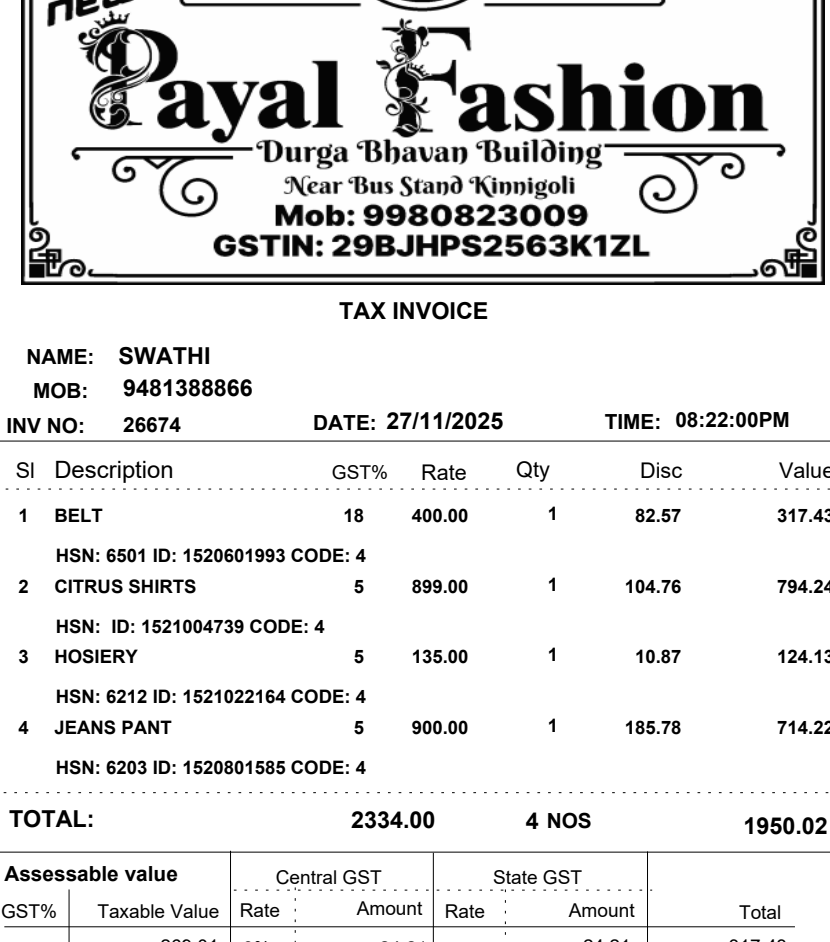 new
Payal Fashion
Durga Bhavan Building
Near Bus Stand Kinnigoli
Mob: 9980823009
GSTIN: 29BJHPS2563K1ZL
TAX INVOICE
NAME: SWATHI
MOB: 9481388866
INV NO: 26674 DATE: 27/11/2025 TIME: 08:22:00PM
Sl Description GST% Rate Qty Disc Value
1 BELT 18 400.00 1 82.57 317.43
HSN: 6501 ID: 1520601993 CODE: 4
2 CITRUS SHIRTS 5 899.00 1 104.76 794.24
HSN: ID: 1521004739 CODE: 4
3 HOSIERY 5 135.00 1 10.87 124.13
HSN: 6212 ID: 1521022164 CODE: 4
4 JEANS PANT 5 900.00 1 185.78 714.22
HSN: 6203 ID: 1520801585 CODE: 4
TOTAL: 2334.00 4 NOS 1950.02
Assessable value Central GST State GST
GST% Taxable Value Rate Amount Rate Amount Total